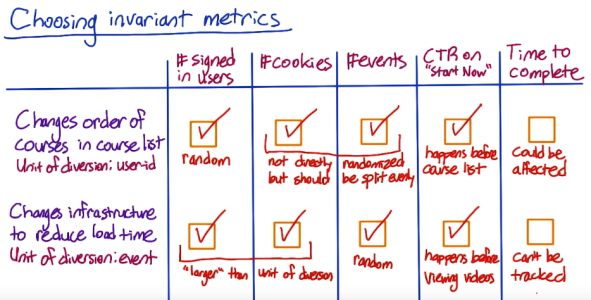 Choosing invariant metrics
# signed in users
#cookies
#events
CTR on "Start Now"
Time to complete
Changes order of
courses in course list
Unit of diversion: user-id
random
not directly randomized
but should be split evenly
happens before
course list
could be
affected
Changes infrastructure
to reduce load time
Unit of diversion: event
"larger" than unit of diversion
random
happens before
viewing videos
can't be
tracked